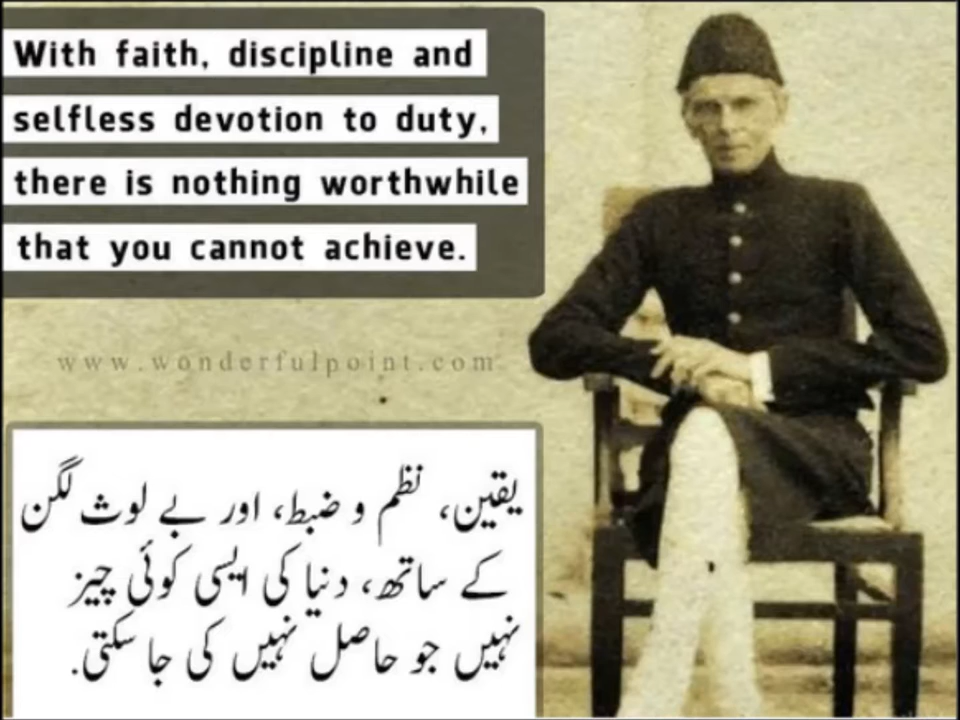 With faith, discipline and
selfless devotion to duty,
there is nothing worthwhile
that you cannot achieve.
www.wonderfulpoint.com
یقین، نظم و ضبط، اور بے لوث لگن
کے ساتھ، دنیا کی ایسی کوئی چیز
نہیں جو حاصل نہیں کی جا سکتی.